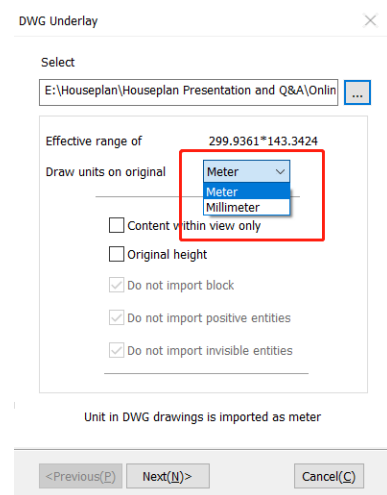 DWG Underlay
Select
E:\Houseplan\Houseplan Presentation and Q&A\Onlin
...
Effective range of 299.9361*143.3424
Draw units on original Meter
Meter
Millimeter
Content within view only
Original height
Do not import block
Do not import positive entities
Do not import invisible entities
Unit in DWG drawings is imported as meter
<Previous(P) Next(N)> Cancel(C)